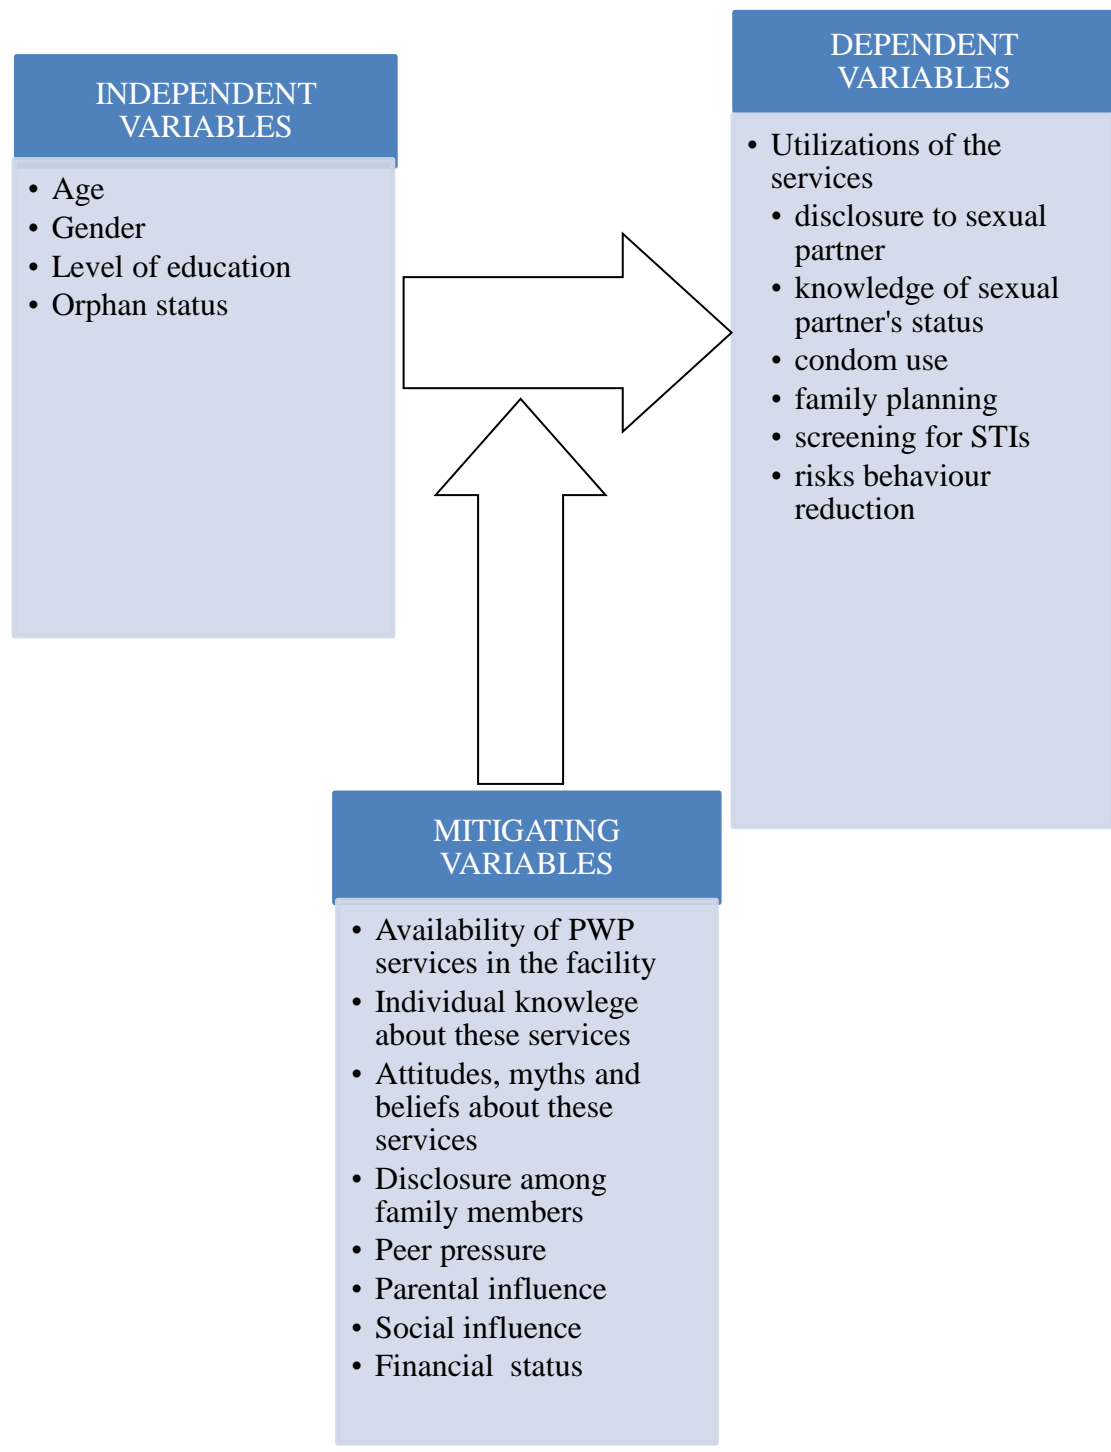 INDEPENDENT
VARIABLES
• Age
• Gender
• Level of education
• Orphan status
DEPENDENT
VARIABLES
• Utilizations of the
services
• disclosure to sexual
partner
• knowledge of sexual
partner's status
• condom use
• family planning
• screening for STIs
• risks behaviour
reduction
MITIGATING
VARIABLES
• Availability of PWP
services in the facility
• Individual knowlege
about these services
• Attitudes, myths and
beliefs about these
services
• Disclosure among
family members
• Peer pressure
• Parental influence
• Social influence
• Financial  status